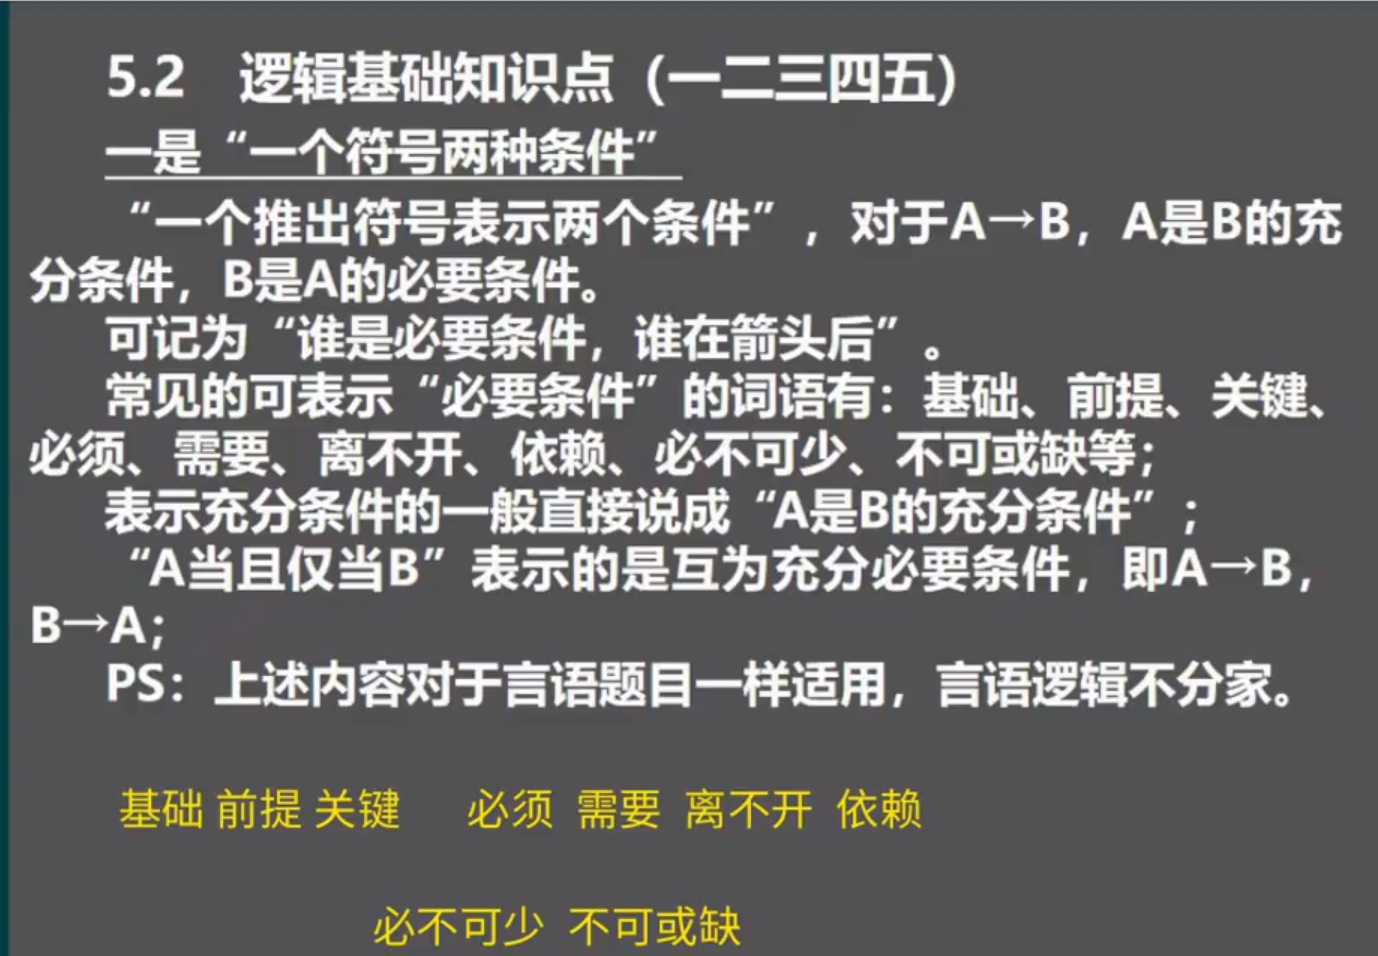 5.2 逻辑基础知识点（一二三四五）
一是“一个符号两种条件”
“一个推出符号表示两个条件”，对于A→B，A是B的充
分条件，B是A的必要条件。
可记为“谁是必要条件，谁在箭头后”。
常见的可表示“必要条件”的词语有：基础、前提、关键、
必须、需要、离不开、依赖、必不可少、不可或缺等；
表示充分条件的一般直接说成“A是B的充分条件”；
“A当且仅当B”表示的是互为充分必要条件，即A→B，
B→A；
PS：上述内容对于言语题目一样适用，言语逻辑不分家。
基础 前提 关键 必须 需要 离不开 依赖
必不可少 不可或缺